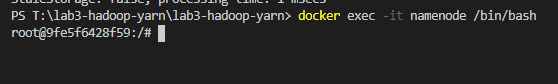 PS T:\lab3-hadoop-yarn\lab3-hadoop-yarn> docker exec -it namenode /bin/bash
root@9fe5f6428f59:/#